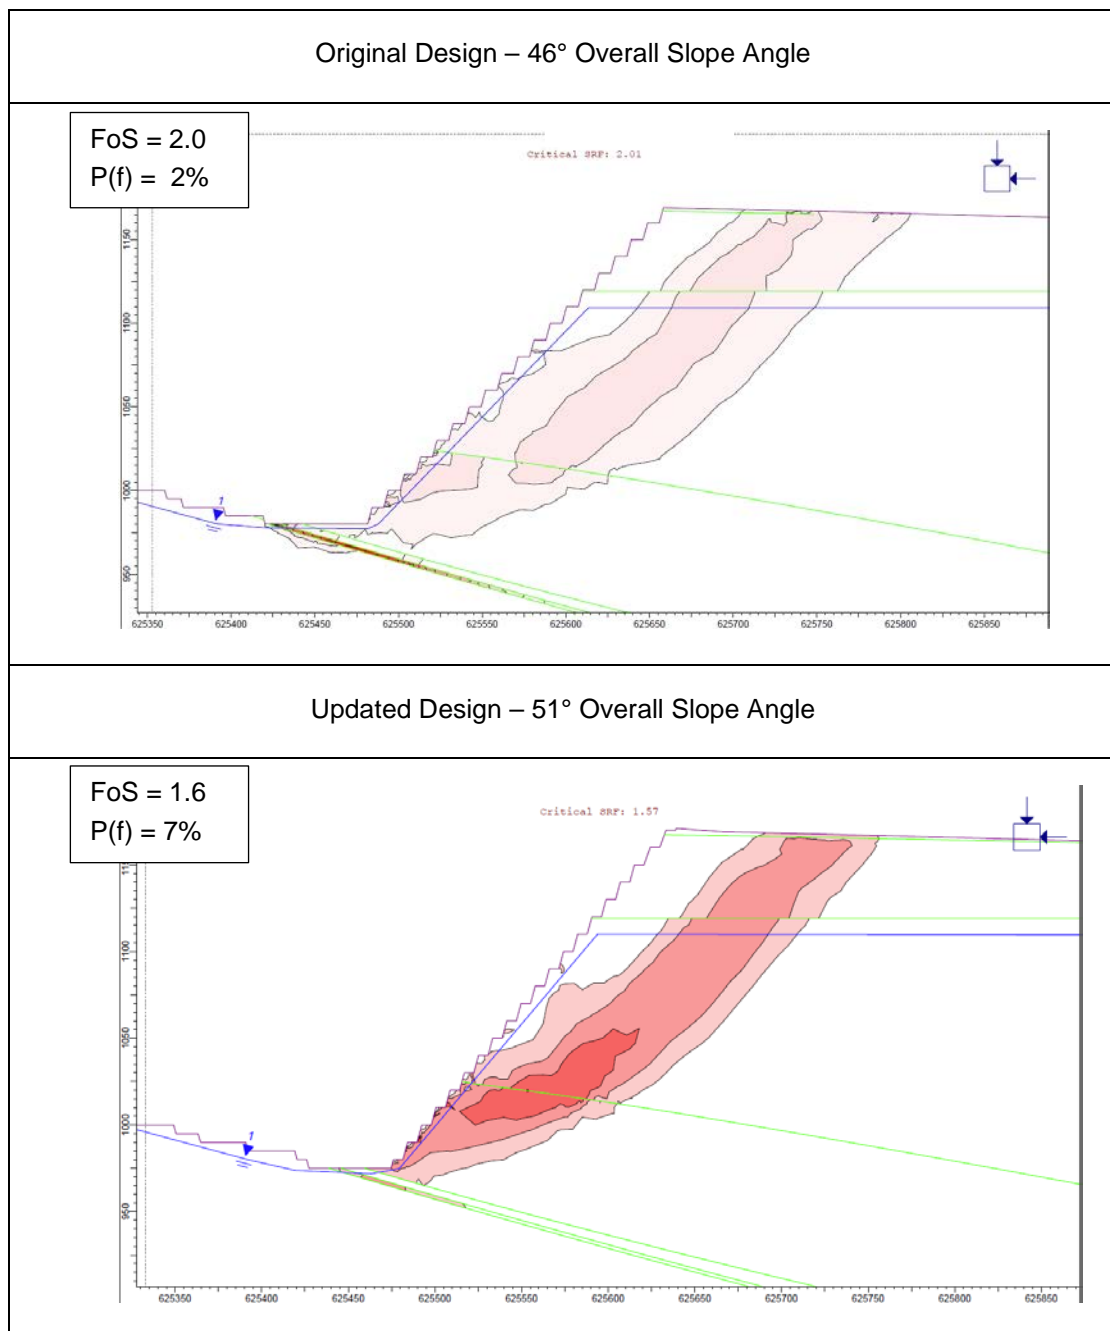 Original Design – 46° Overall Slope Angle
FoS = 2.0
P(f) = 2%
Critical SRF: 2.01
1150
1100
1050
1000
950
1
625350 625400 625450 625500 625550 625600 625650 625700 625750 625800 625850
Updated Design – 51° Overall Slope Angle
FoS = 1.6
P(f) = 7%
Critical SRF: 1.57
1100
1050
1000
950
1
625350 625400 625450 625500 625550 625600 625650 625700 625750 625800 625850